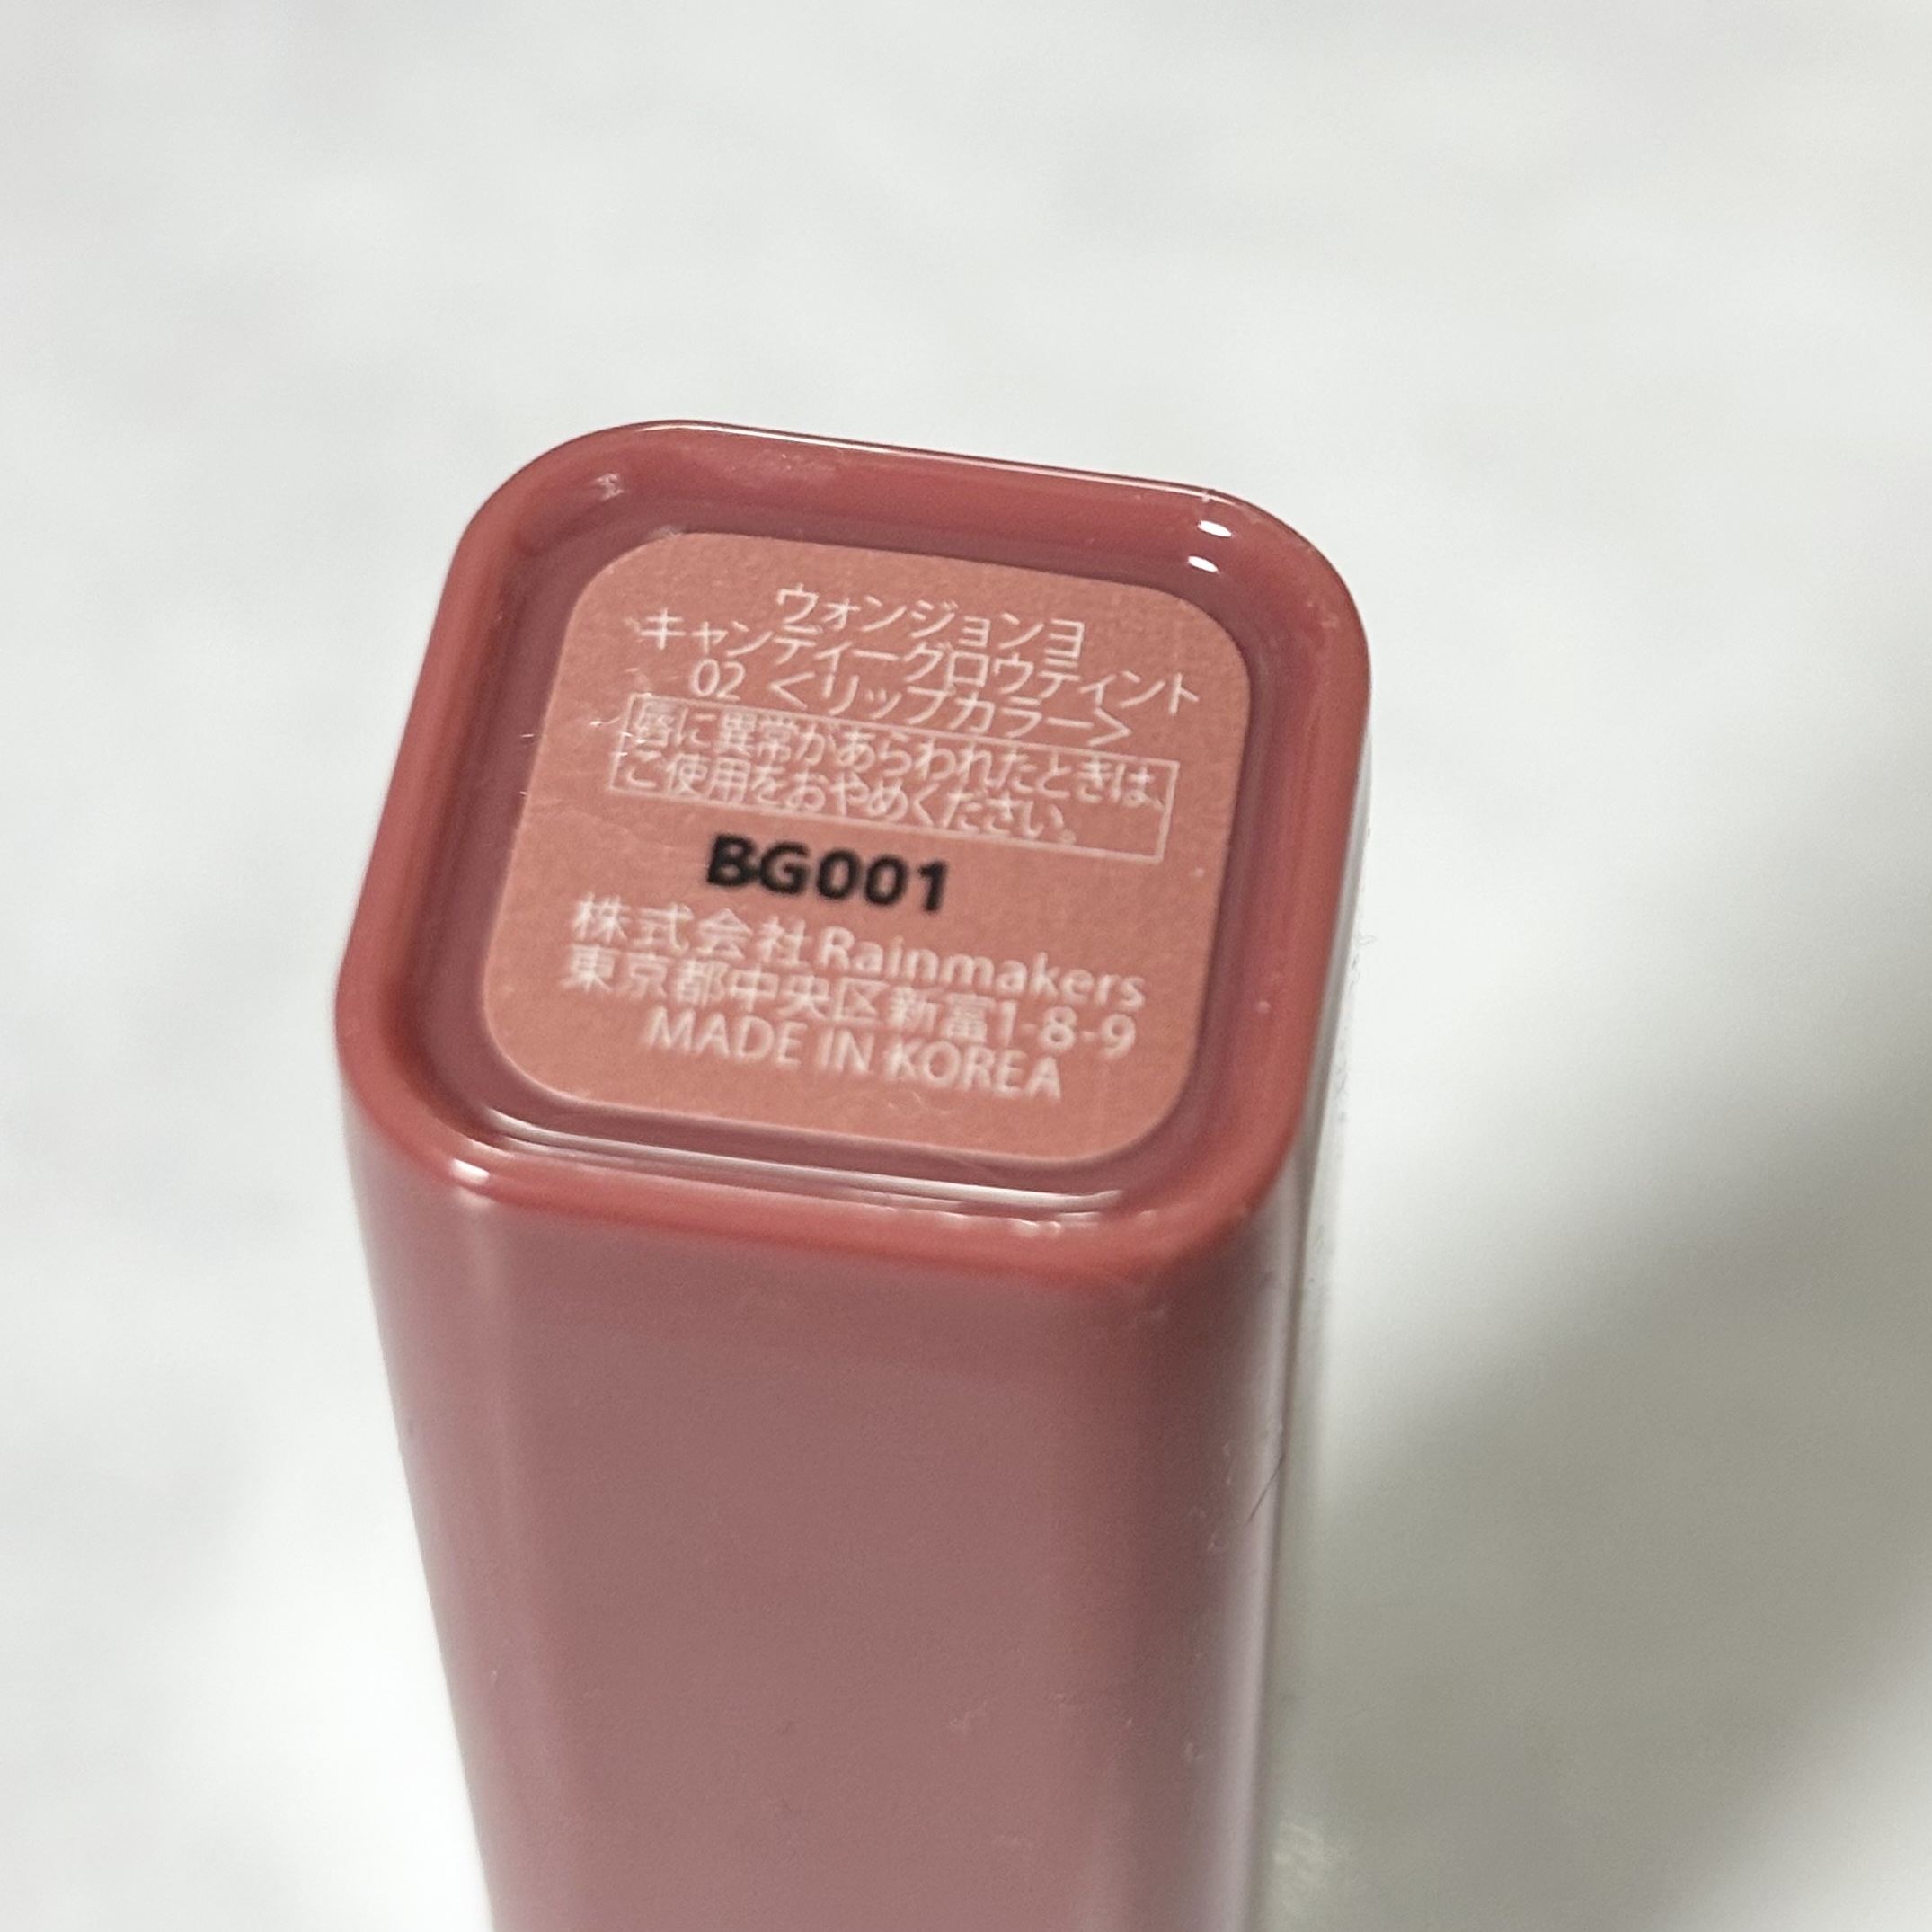 ウォンジョンヨ
キャンディーグロウティント
02 ＜リップカラー＞
唇に異常があらわれたときは、
ご使用をおやめください。
BG001
株式会社Rainmakers
東京都中央区新富1-8-9
MADE IN KOREA